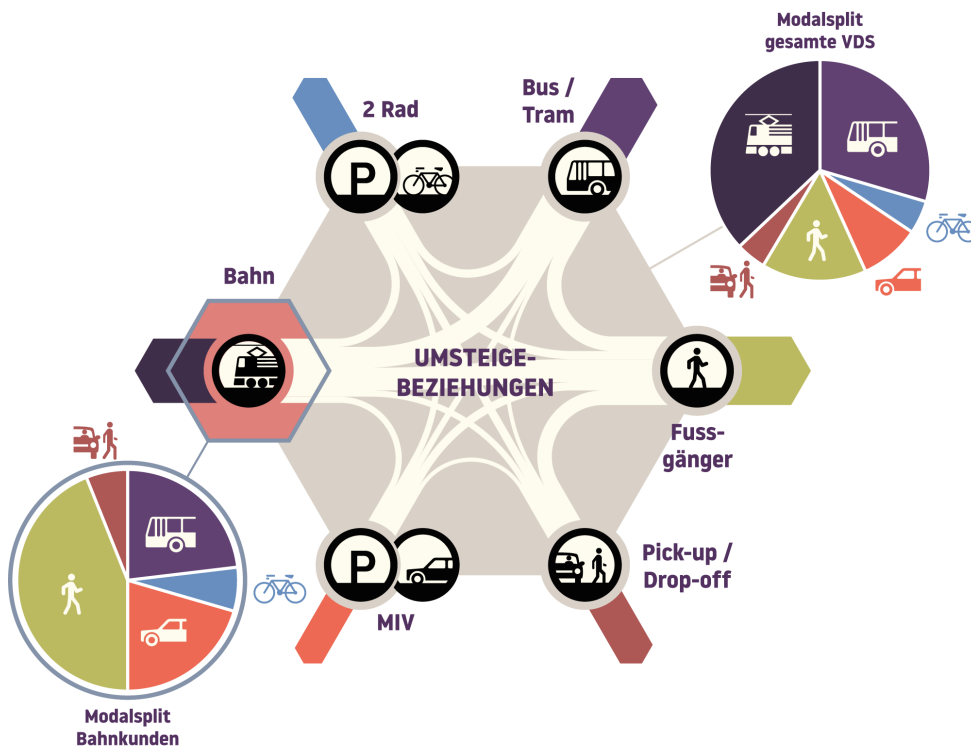 Modalsplit
gesamte VDS
2 Rad
Bus /
Tram
P
Bahn
UMSTEIGE-
BEZIEHUNGEN
Fuss-
gänger
P
MIV
Pick-up /
Drop-off
Modalsplit
Bahnkunden